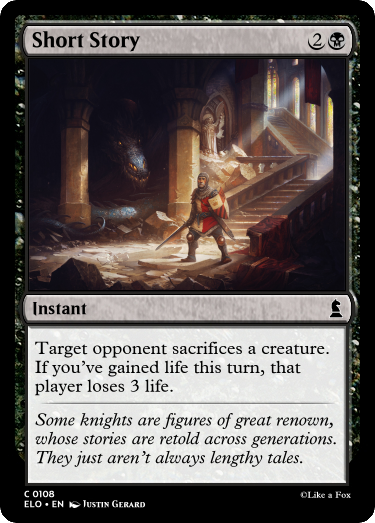 Short Story 2
Instant
Target opponent sacrifices a creature.
If you've gained life this turn, that
player loses 3 life.
Some knights are figures of great renown,
whose stories are retold across generations.
They just aren't always lengthy tales.
C 0108
ELO • EN Justin Gerard
©Like a Fox